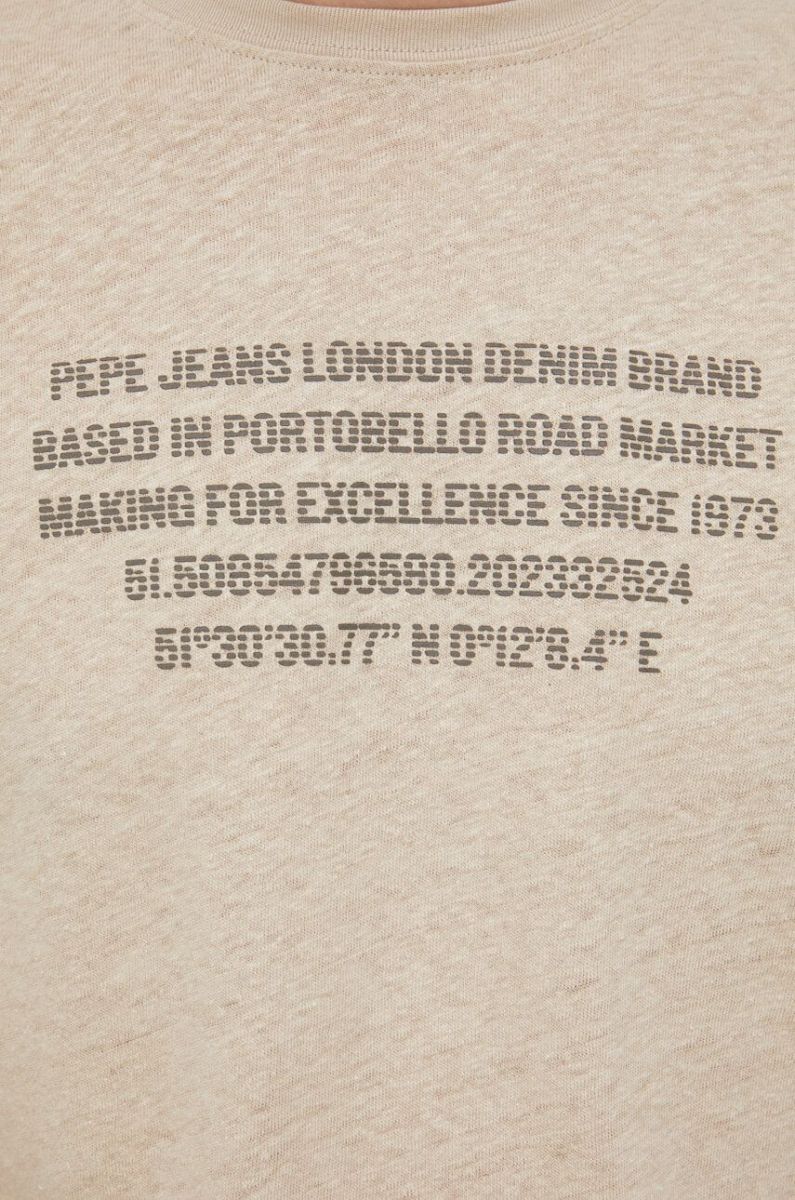 PEPE JEANS LONDON DENIM BRAND
BASED IN PORTOBELLO ROAD MARKET
MAKING FOR EXCELLENCE SINCE 1973
51.50854796590.202332524
51°30'30.77" N 0°12'8.4" E